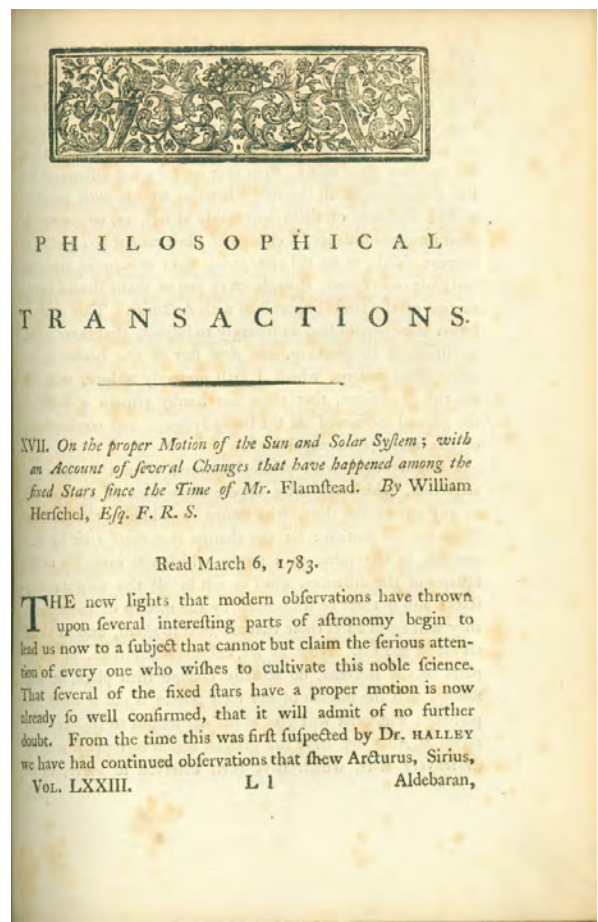 PHILOSOPHICAL
TRANSACTIONS.
XVII. On the proper Motion of the Sun and Solar Syſtem; with
an Account of ſeveral Changes that have happened among the
fixed Stars ſince the Time of Mr. Flamſtead. By William
Herſchel, Eſq. F. R. S.
Read March 6, 1783.
THE new lights that modern obſervations have thrown
upon ſeveral intereſting parts of aſtronomy begin to
lead us now to a ſubject that cannot but claim the ſerious atten-
tion of every one who wiſhes to cultivate this noble ſcience.
That ſeveral of the fixed ſtars have a proper motion is now
already ſo well confirmed, that it will admit of no further
doubt. From the time this was firſt ſuſpected by Dr. HALLEY
we have had continued obſervations that ſhew Arcturus, Sirius,
VOL. LXXIII. L l Aldebaran,